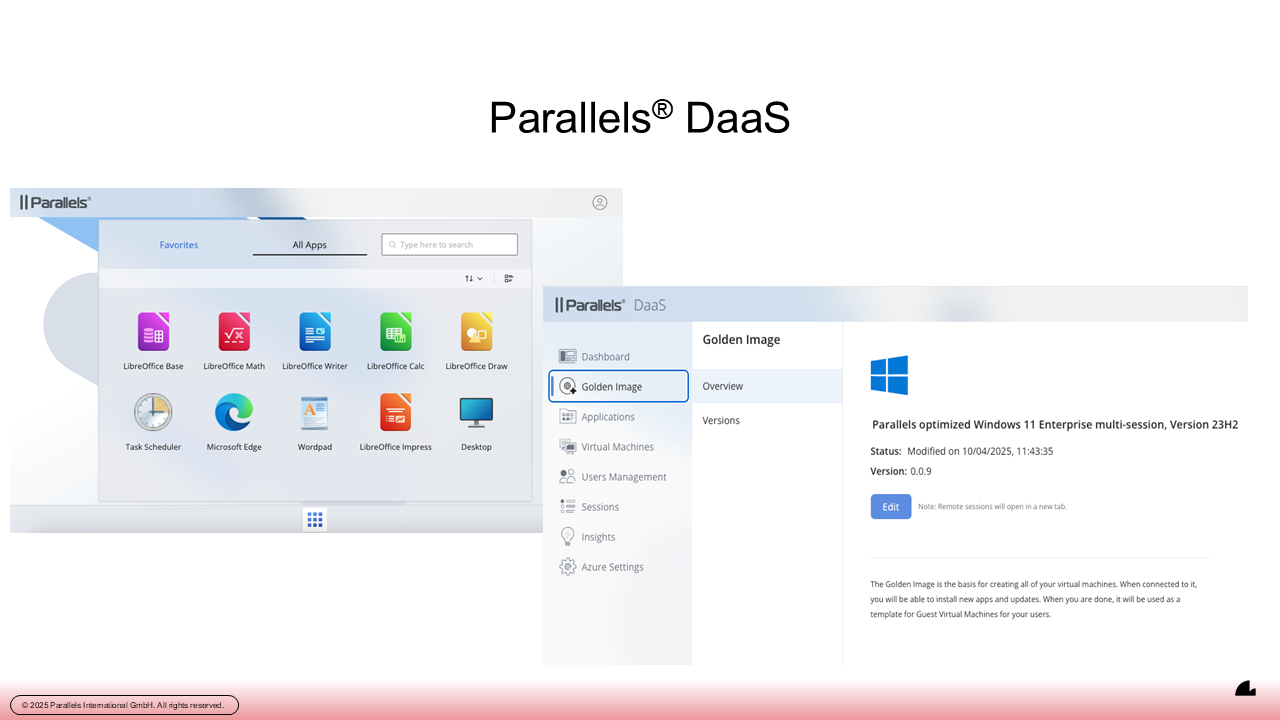 Parallels® DaaS
Parallels®
Favorites
All Apps
Type here to search
LibreOffice Base
LibreOffice Math
LibreOffice Writer
LibreOffice Calc
LibreOffice Draw
Task Scheduler
Microsoft Edge
Wordpad
LibreOffice Impress
Desktop
Parallels® DaaS
Dashboard
Golden Image
Applications
Virtual Machines
Users Management
Sessions
Insights
Azure Settings
Golden Image
Overview
Versions
Parallels optimized Windows 11 Enterprise multi-session, Version 23H2
Status: Modified on 10/04/2025, 11:43:35
Version: 0.0.9
Edit
Note: Remote sessions will open in a new tab.
The Golden Image is the basis for creating all of your virtual machines. When connected to it,
you will be able to install new apps and updates. When you are done, it will be used as a
template for Guest Virtual Machines for your users.
© 2025 Parallels International GmbH. All rights reserved.